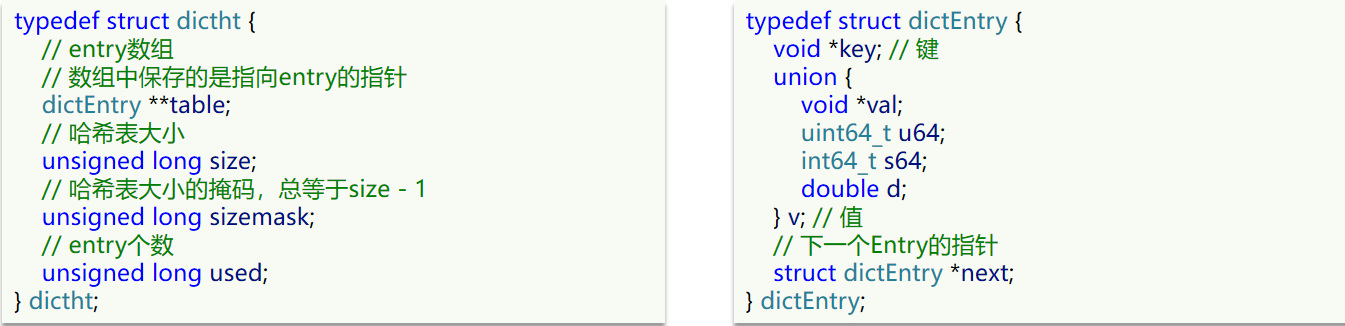 typedef struct dictht {
// entry数组
// 数组中保存的是指向entry的指针
dictEntry **table;
// 哈希表大小
unsigned long size;
// 哈希表大小的掩码，总等于size - 1
unsigned long sizemask;
// entry个数
unsigned long used;
} dictht;
typedef struct dictEntry {
void *key; // 键
union {
void *val;
uint64_t u64;
int64_t s64;
double d;
} v; // 值
// 下一个Entry的指针
struct dictEntry *next;
} dictEntry;